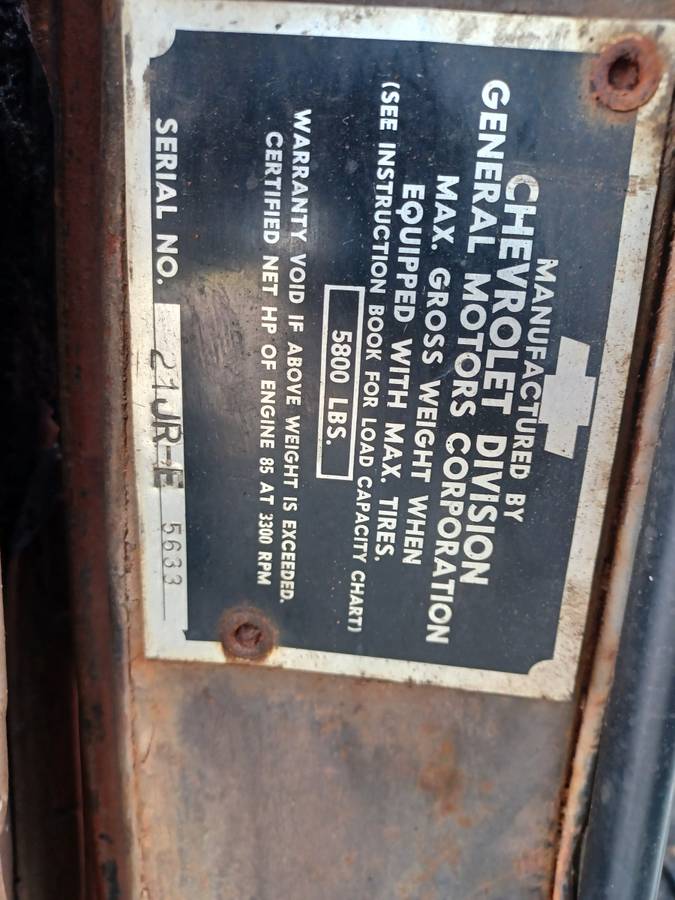 MANUFACTURED BY
CHEVROLET DIVISION
GENERAL MOTORS CORPORATION
MAX. GROSS WEIGHT WHEN
EQUIPPED WITH MAX. TIRES.
(SEE INSTRUCTION BOOK FOR LOAD CAPACITY CHART)
5800 LBS.
WARRANTY VOID IF ABOVE WEIGHT IS EXCEEDED.
CERTIFIED NET HP OF ENGINE 85 AT 3300 RPM
SERIAL NO. 21JR-E 5633